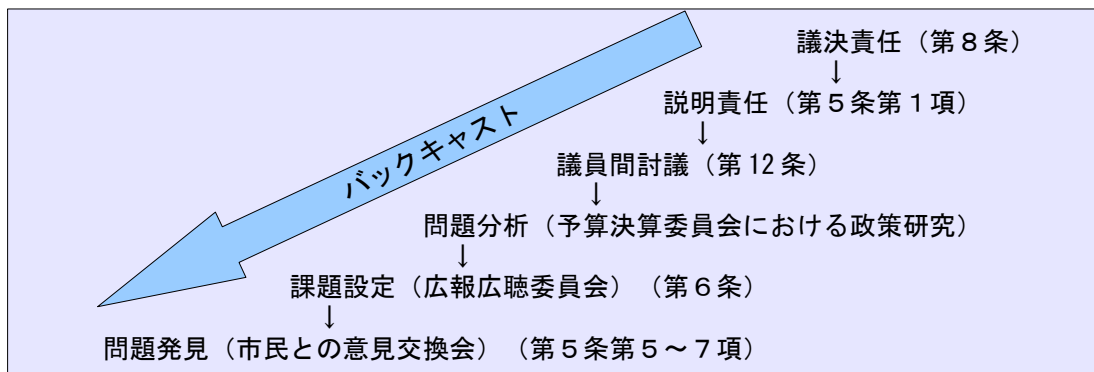 議決責任（第８条）
↓
説明責任（第５条第１項）
↓
議員間討議（第12条）
↓
問題分析（予算決算委員会における政策研究）
↓
課題設定（広報広聴委員会）（第６条）
↓
問題発見（市民との意見交換会）（第５条第５～７項）
バックキャスト